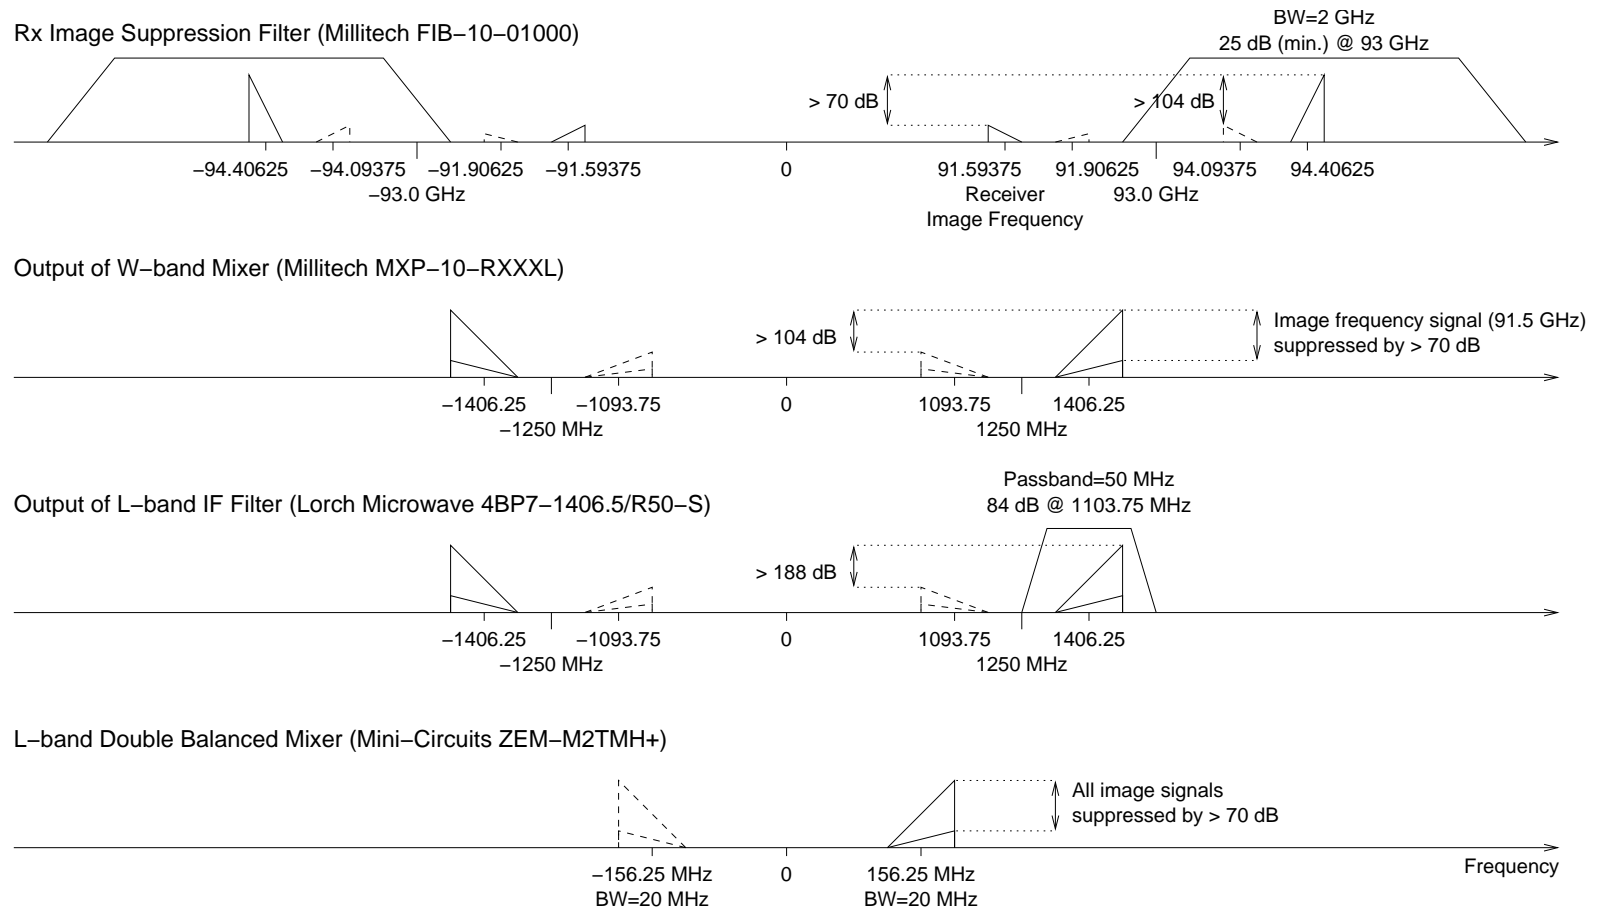 Rx Image Suppression Filter (Millitech FIB−10−01000)
BW=2 GHz
25 dB (min.) @ 93 GHz
> 70 dB
> 104 dB
−94.40625
−94.09375
−91.90625
−91.59375
0
91.59375
91.90625
94.09375
94.40625
−93.0 GHz
Receiver
93.0 GHz
Image Frequency
Output of W−band Mixer (Millitech MXP−10−RXXXL)
> 104 dB
Image frequency signal (91.5 GHz)
suppressed by > 70 dB
−1406.25
−1093.75
0
1093.75
1406.25
−1250 MHz
1250 MHz
Passband=50 MHz
Output of L−band IF Filter (Lorch Microwave 4BP7−1406.5/R50−S)
84 dB @ 1103.75 MHz
> 188 dB
−1406.25
−1093.75
0
1093.75
1406.25
−1250 MHz
1250 MHz
L−band Double Balanced Mixer (Mini−Circuits ZEM−M2TMH+)
All image signals
suppressed by > 70 dB
Frequency
−156.25 MHz
0
156.25 MHz
BW=20 MHz
BW=20 MHz